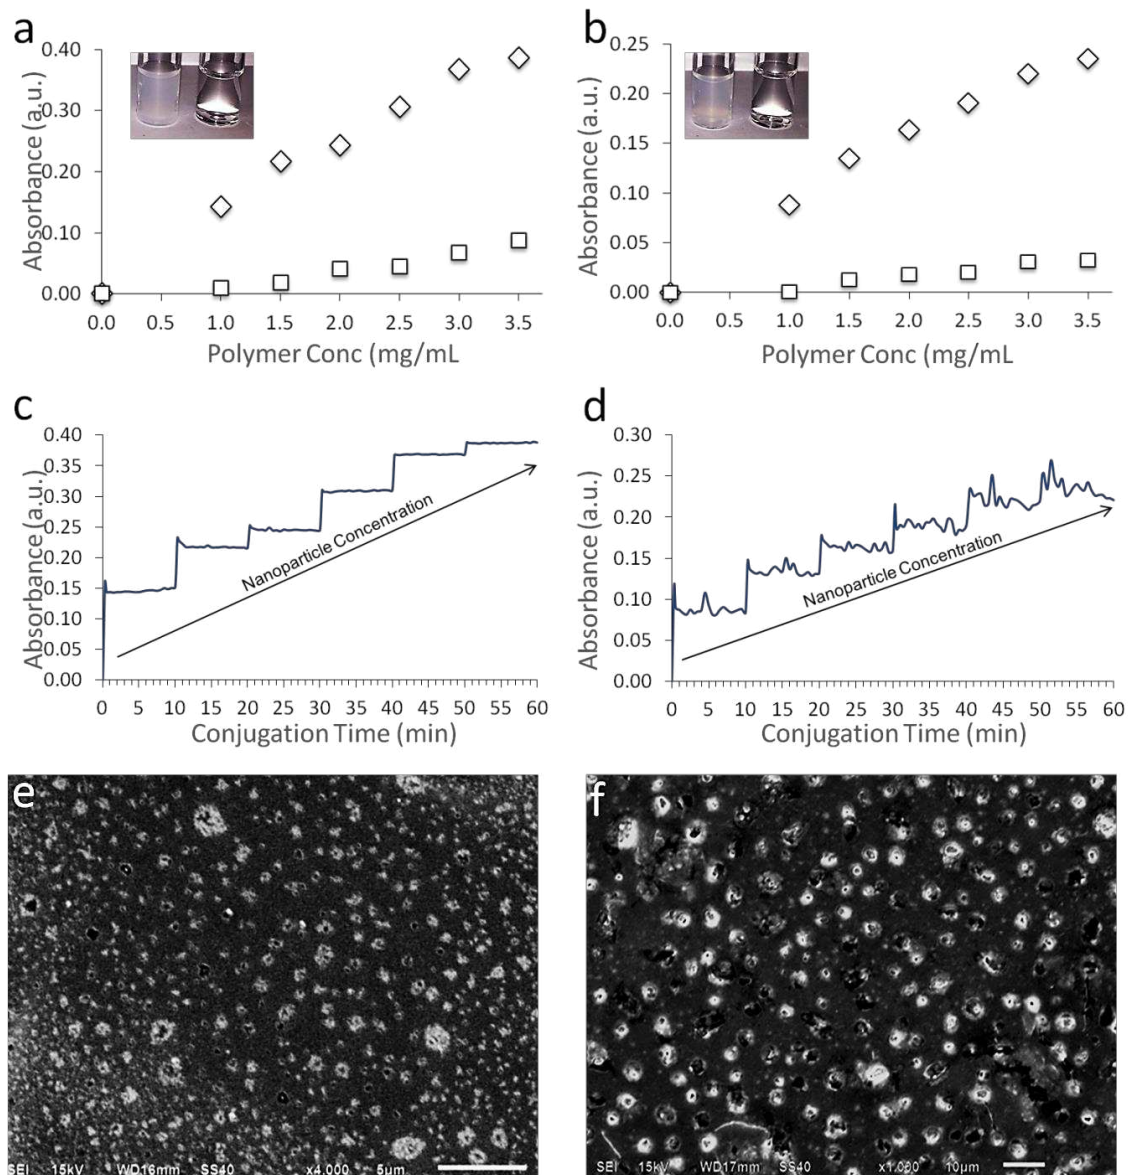 a
0.40
0.30
0.20
0.10
0.00
Absorbance (a.u.)
0.0 0.5 1.0 1.5 2.0 2.5 3.0 3.5
Polymer Conc (mg/mL
b
0.25
0.20
0.15
0.10
0.05
0.00
Absorbance (a.u.)
0.0 0.5 1.0 1.5 2.0 2.5 3.0 3.5
Polymer Conc (mg/mL
c
0.40
0.35
0.30
0.25
0.20
0.15
0.10
0.05
0.00
Absorbance (a.u.)
Nanoparticle Concentration
0 5 10 15 20 25 30 35 40 45 50 55 60
Conjugation Time (min)
d
0.30
0.25
0.20
0.15
0.10
0.05
0.00
Absorbance (a.u.)
Nanoparticle Concentration
0 5 10 15 20 25 30 35 40 45 50 55 60
Conjugation Time (min)
e
SEI 15kV WD16mm SS40 x4,000 5µm
f
SEI 15kV WD17mm SS40 x1,000 10µm